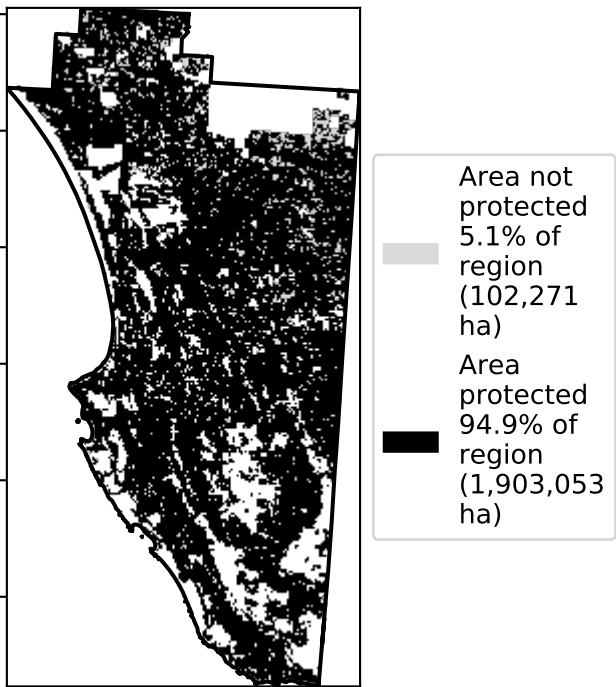 Area not
protected
5.1% of
region
(102,271
ha)
Area
protected
94.9% of
region
(1,903,053
ha)